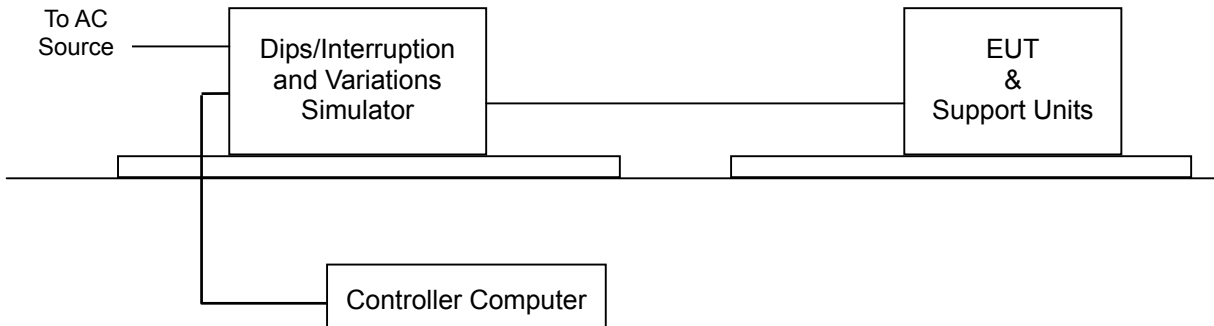 To AC
Source
Dips/Interruption
and Variations
Simulator
EUT
&
Support Units
Controller Computer